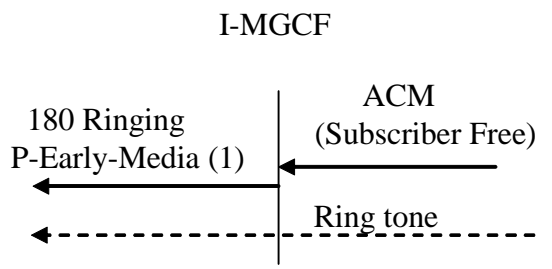 I-MGCF
ACM
180 Ringing
(Subscriber Free)
P-Early-Media (1)
Ring tone